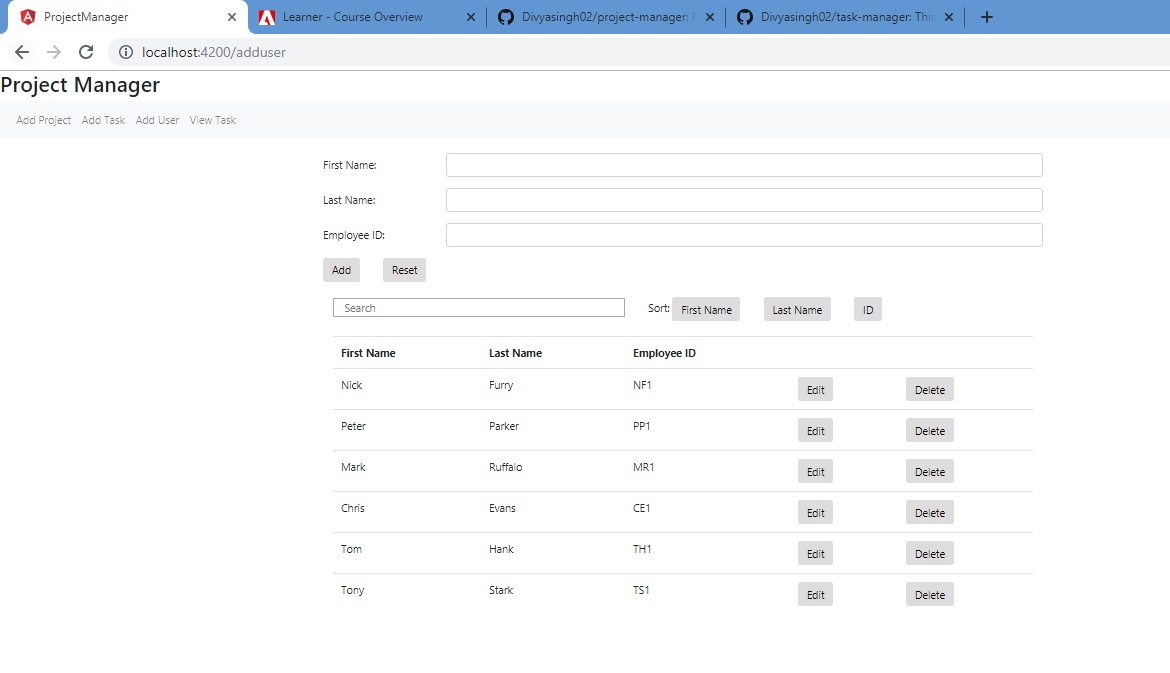 ProjectManager Learner - Course Overview Divyasingh02/project-manager: Divyasingh02/task-manager: This
localhost:4200/adduser
Project Manager
Add Project Add Task Add User View Task
First Name:
Last Name:
Employee ID:
Add Reset
Search Sort: First Name Last Name ID
First Name Last Name Employee ID
Nick Furry NF1 Edit Delete
Peter Parker PP1 Edit Delete
Mark Ruffalo MR1 Edit Delete
Chris Evans CE1 Edit Delete
Tom Hank TH1 Edit Delete
Tony Stark TS1 Edit Delete